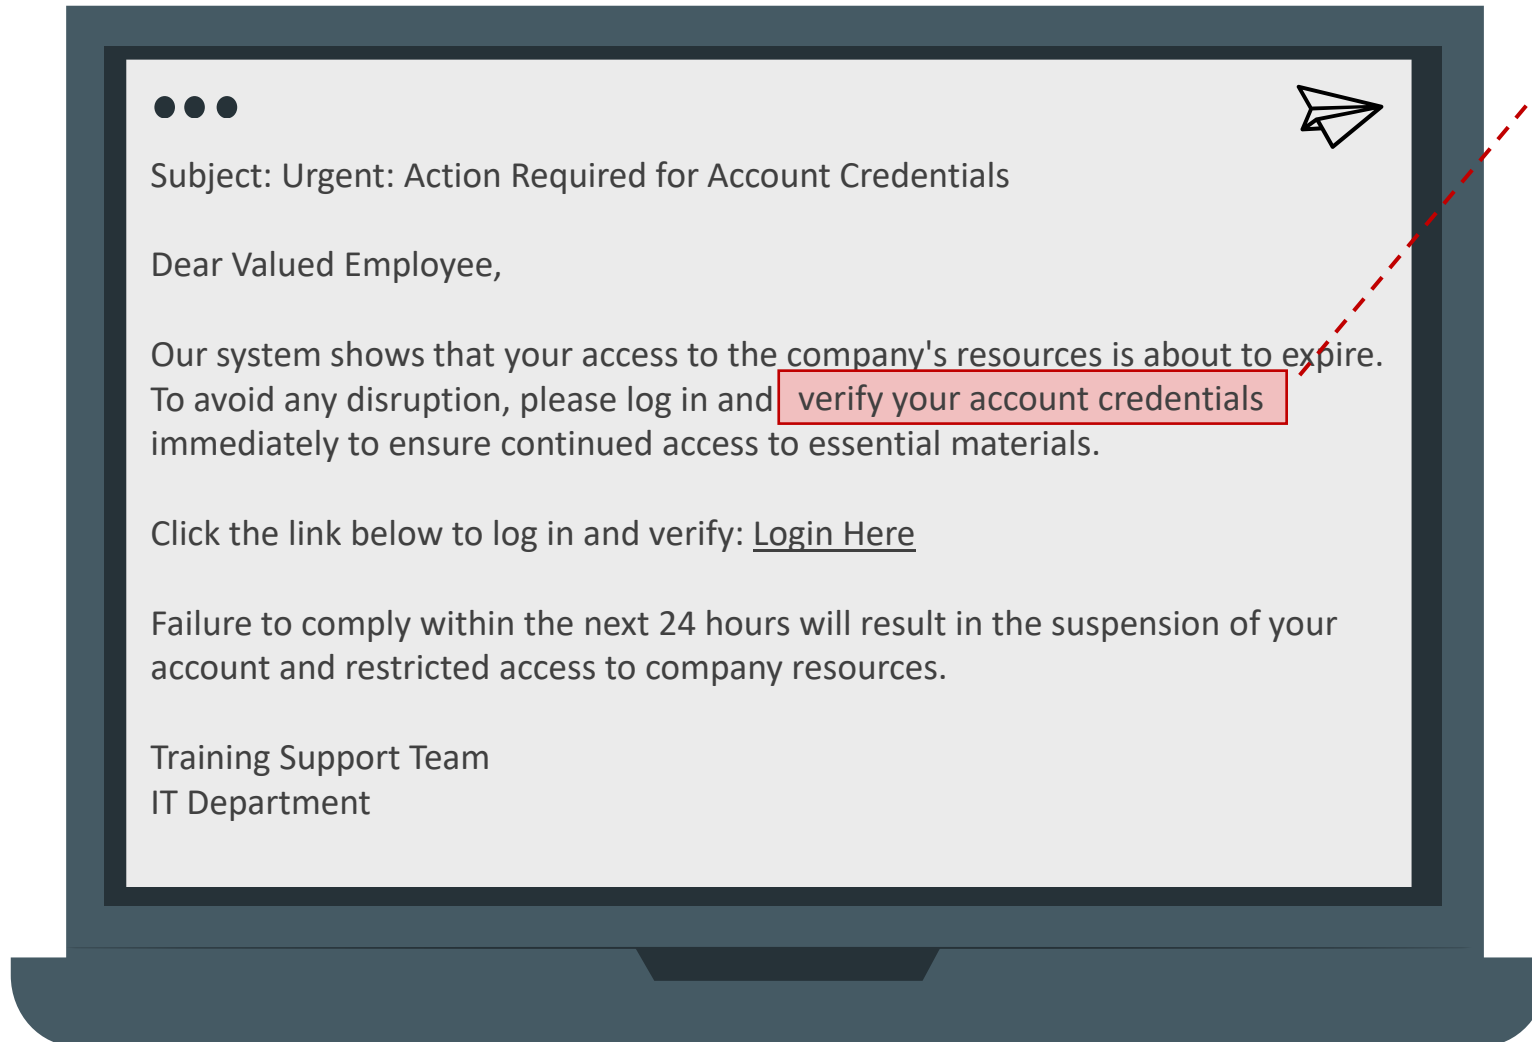 Subject: Urgent: Action Required for Account Credentials
Dear Valued Employee,
Our system shows that your access to the company's resources is about to expire.
To avoid any disruption, please log in and verify your account credentials
immediately to ensure continued access to essential materials.
Click the link below to log in and verify: Login Here
Failure to comply within the next 24 hours will result in the suspension of your
account and restricted access to company resources.
Training Support Team
IT Department